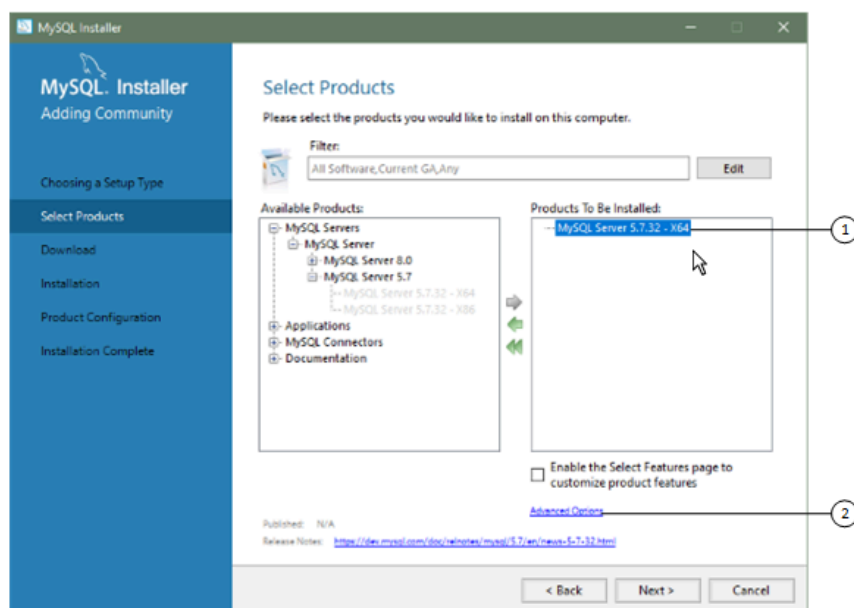 MySQL Installer
MySQL. Installer
Adding Community
Choosing a Setup Type
Select Products
Download
Installation
Product Configuration
Installation Complete
Select Products
Please select the products you would like to install on this computer.
Filter:
All Software,Current GA,Any
Edit
Available Products:
MySQL Servers
MySQL Server
MySQL Server 8.0
MySQL Server 5.7
MySQL Server 5.7.32 - X64
MySQL Server 5.7.32 - X86
Applications
MySQL Connectors
Documentation
Products To Be Installed:
MySQL Server 5.7.32 - X64
1
Enable the Select Features page to
customize product features
Advanced Options
2
Published: N/A
Release Notes: https://dev.mysql.com/doc/relnotes/mysql/5.7/en/news-5-7-32.html
< Back
Next >
Cancel